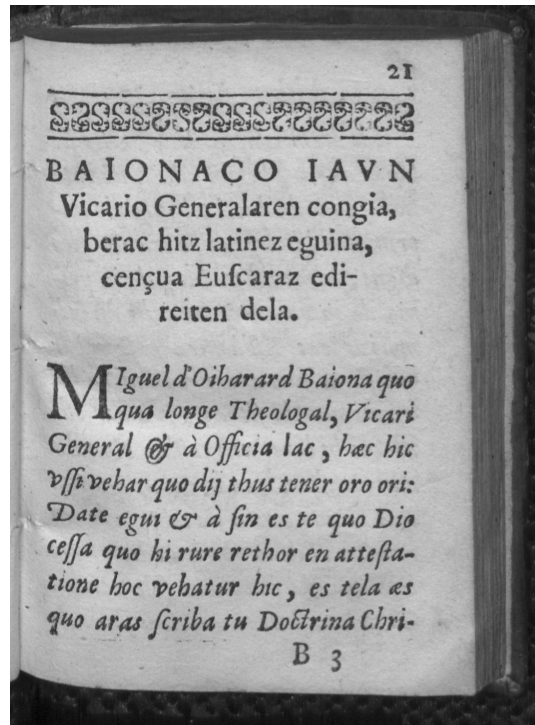 21
BAIONACO IAVN
Vicario Generalaren congia,
berac hitz latinez eguina,
cençua Euſcaraz edi-
reiten dela.
MIguel d'Oiharard Baiona quo
qua longe Theologal, Vicari
General & à Officia lac, hæc hic
vſſi vehar quo dij thus tener oro ori:
Date egui & à ſin es te quo Dio
ceſſa quo hi rure rethor en atteſta-
tione hoc vehatur hic, es tela æs
quo aras ſcriba tu Doctrina Chri-
B 3